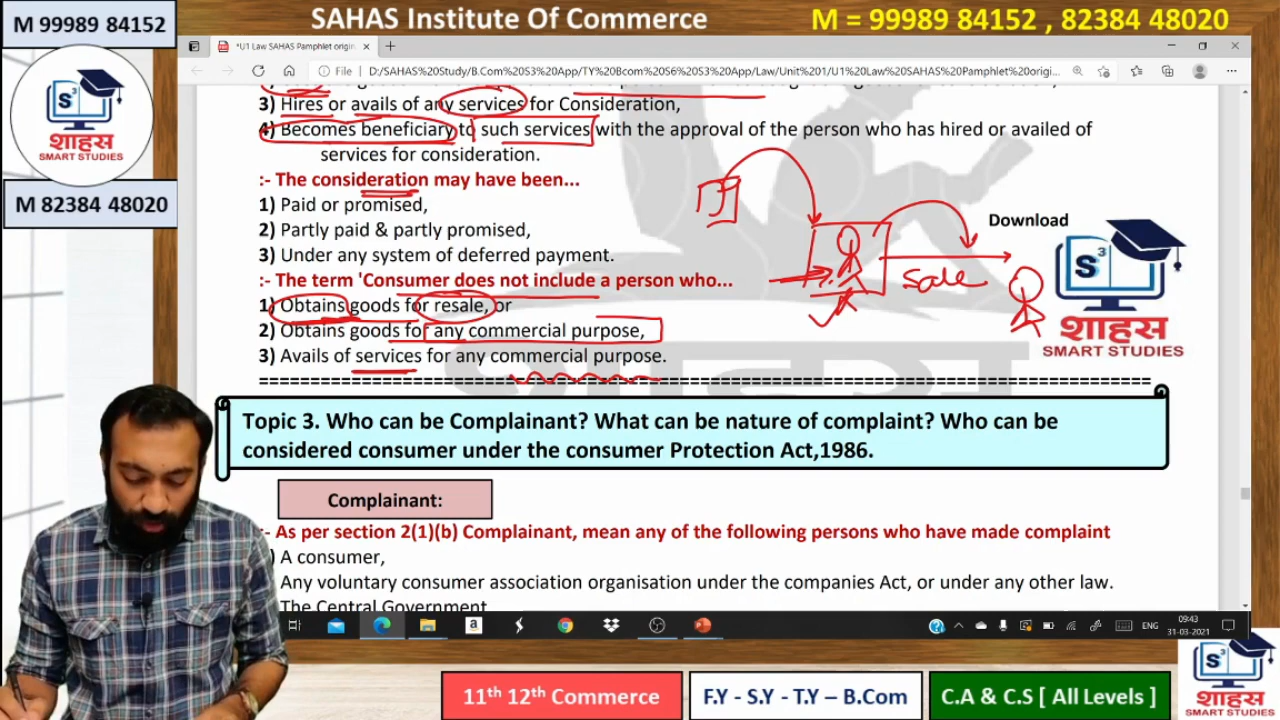 M 99989 84152
SAHAS Institute Of Commerce
M = 99989 84152 , 82384 48020
*U1 Law SAHAS Pamphlet origin
File
D:/SAHAS%20Study/B.Com%20S3%20App/TY%20Bcom%20S6%20S3%20App/Law/Unit%201/U1%20Law%20SAHAS%20Pamphlet%20origi...
S3
शाहस
SMART STUDIES
M 82384 48020
3) Hires or avails of any services for Consideration,
4) Becomes beneficiary to such services with the approval of the person who has hired or availed of
services for consideration.
:- The consideration may have been...
1) Paid or promised,
2) Partly paid & partly promised,
3) Under any system of deferred payment.
:- The term 'Consumer does not include a person who...
1) Obtains goods for resale, or
2) Obtains goods for any commercial purpose,
3) Avails of services for any commercial purpose.
Sale
Download
S3
शाहस
SMART STUDIES
Topic 3. Who can be Complainant? What can be nature of complaint? Who can be
considered consumer under the consumer Protection Act,1986.
Complainant:
:- As per section 2(1)(b) Complainant, mean any of the following persons who have made complaint
) A consumer,
Any voluntary consumer association organisation under the companies Act, or under any other law.
The Central Government
ENG
09:43
31-03-2021
11th 12th Commerce
F.Y - S.Y - T.Y – B.Com
C.A & C.S [ All Levels ]
S3
शाहस
SMART STUDIES